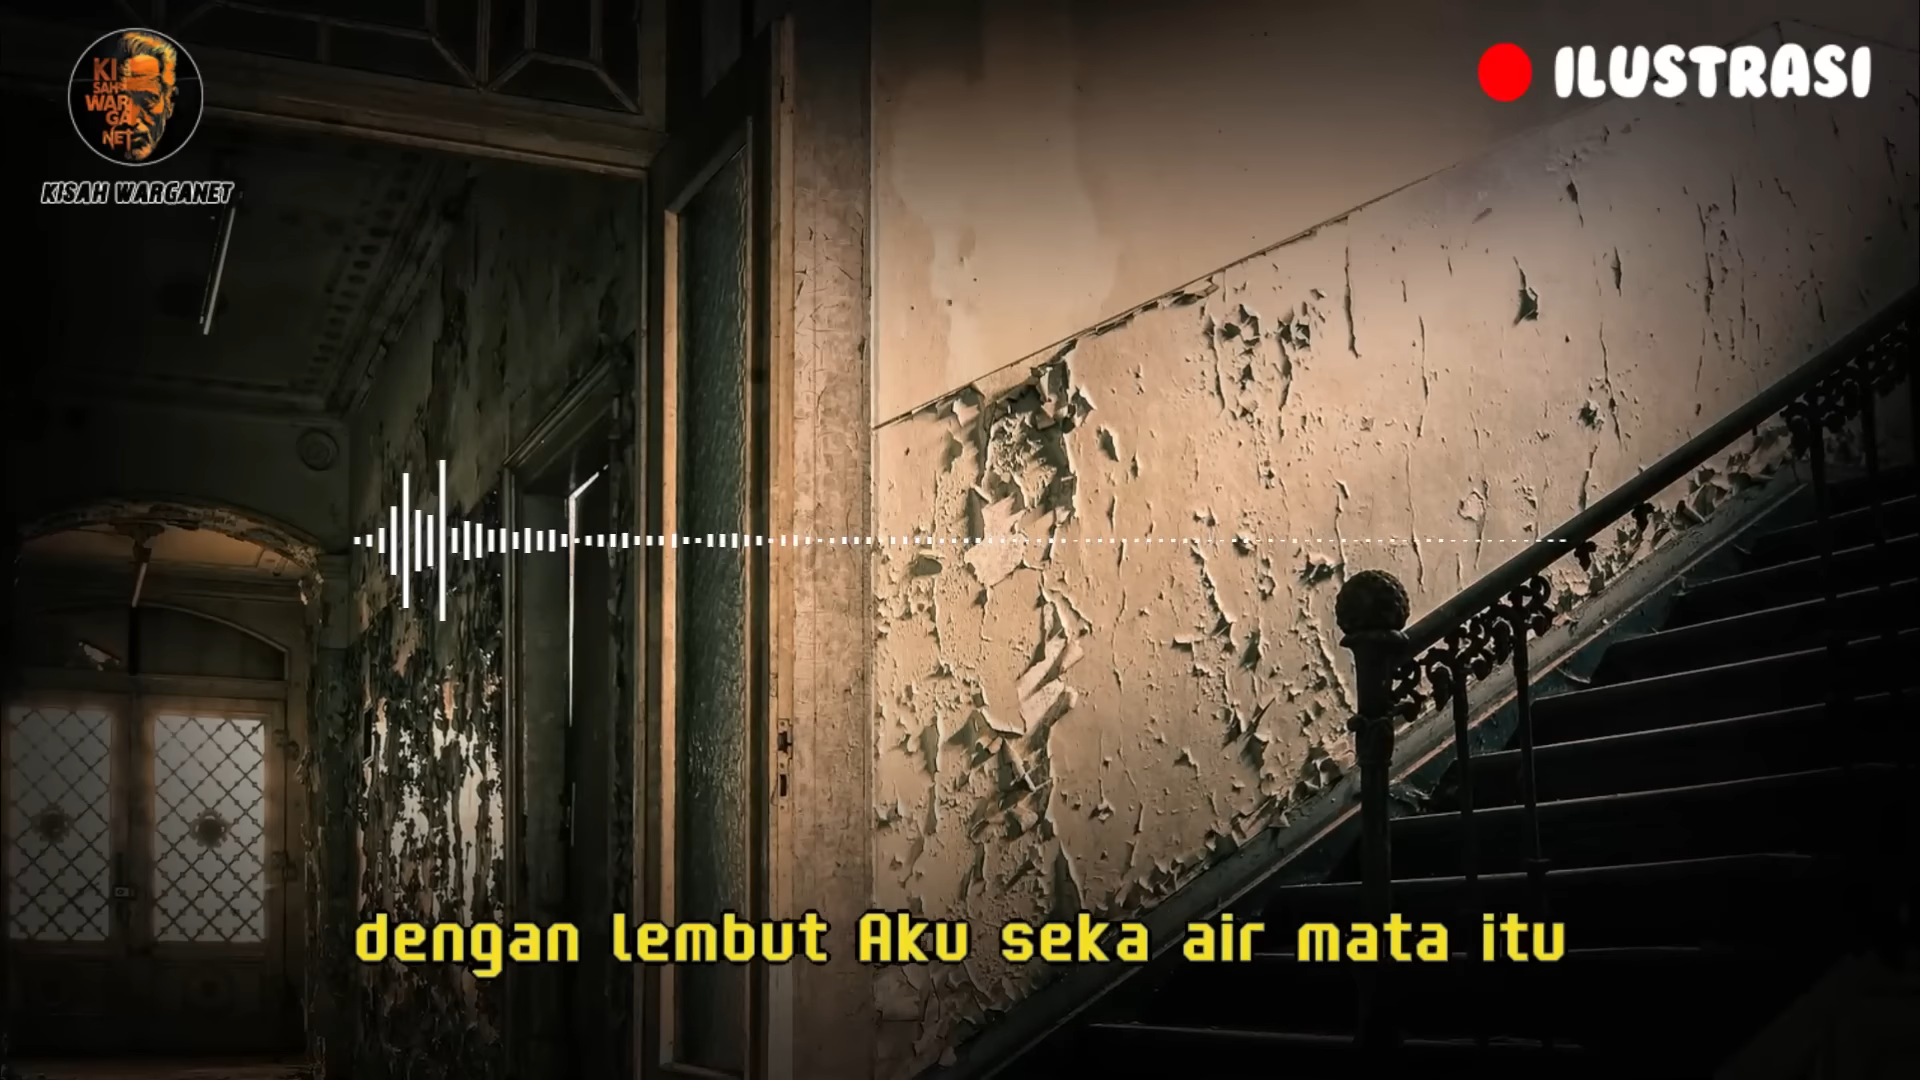 KI
SAH
WAR
GA
NET
KISAH WARGANET
ILUSTRASI
dengan lembut Aku seka air mata itu